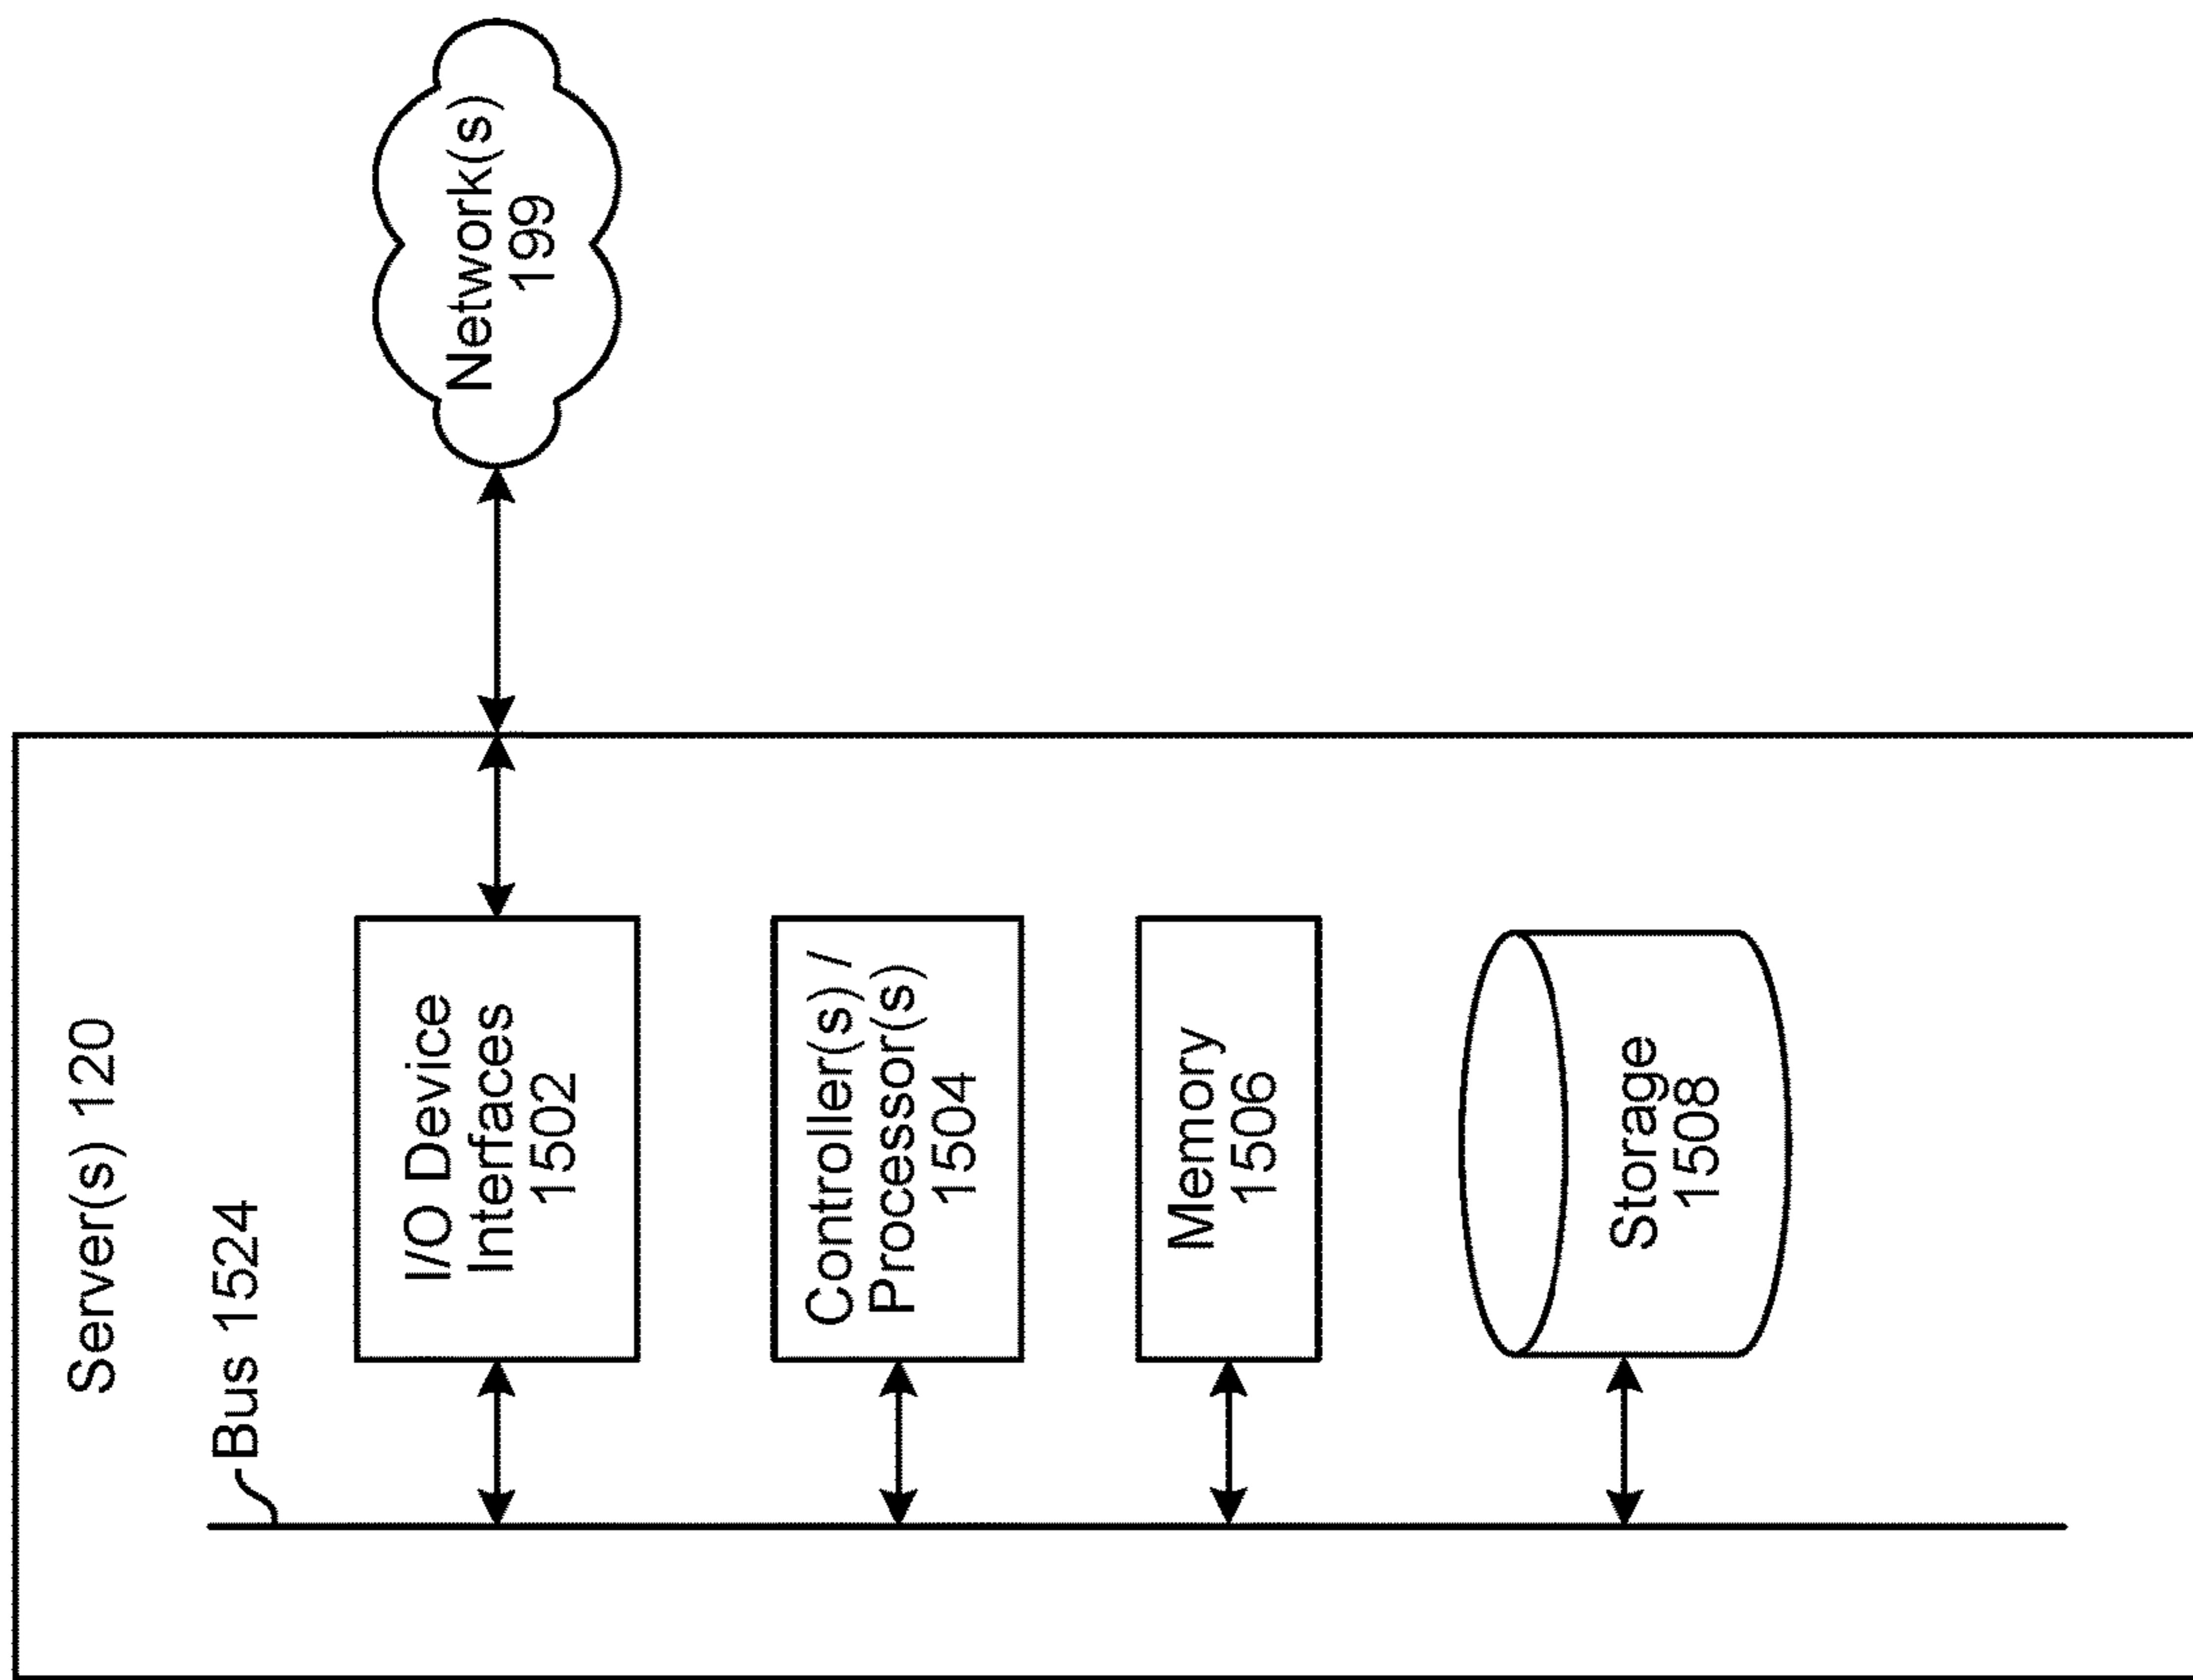 Server(s) 120
Bus 1524
I/O Device
Interfaces
1502
Network(s)
199
Controller(s) /
Processor(s)
1504
Memory
1506
Storage
1508